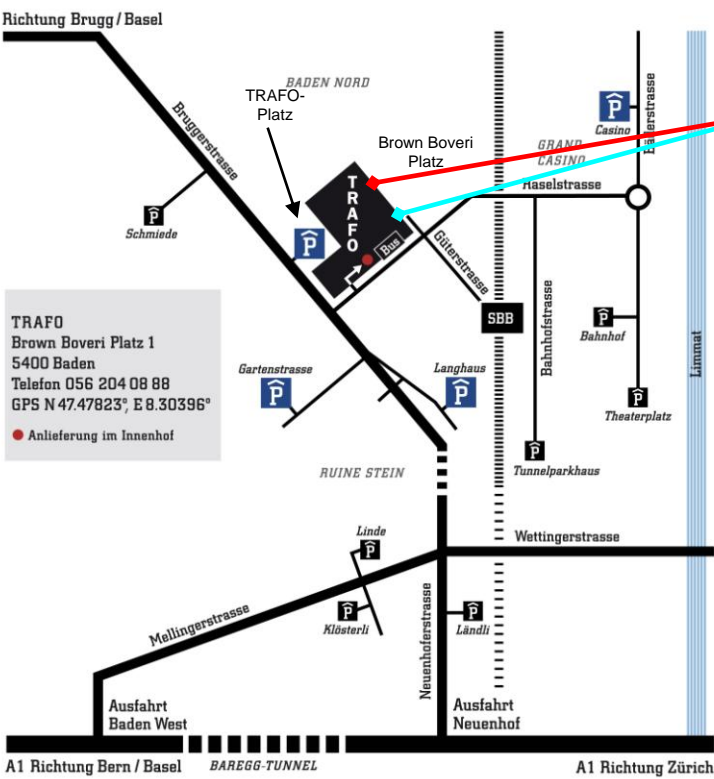 Richtung Brugg / Basel
BADEN NORD
TRAFO-
Platz
Brown Boveri
Platz
Casino
GRAND
CASINO
Bäderstrasse
Bruggerstrasse
TRAFO
Bus
Haselstrasse
P
Schmiede
P
Güterstrasse
SBB
Bahnhofstrasse
P
Bahnhof
Limmat
TRAFO
Brown Boveri Platz 1
5400 Baden
Telefon 056 204 08 88
GPS N 47.47823°, E 8.30396°
Anlieferung im Innenhof
Gartenstrasse
P
Langhaus
P
P
Theaterplatz
P
Tunnelparkhaus
RUINE STEIN
Linde
P
Wettingerstrasse
Mellingerstrasse
P
Klösterli
Neuenhoferstrasse
P
Ländli
P
Ausfahrt
Baden West
Ausfahrt
Neuenhof
A1 Richtung Bern / Basel
BAREGG-TUNNEL
A1 Richtung Zürich